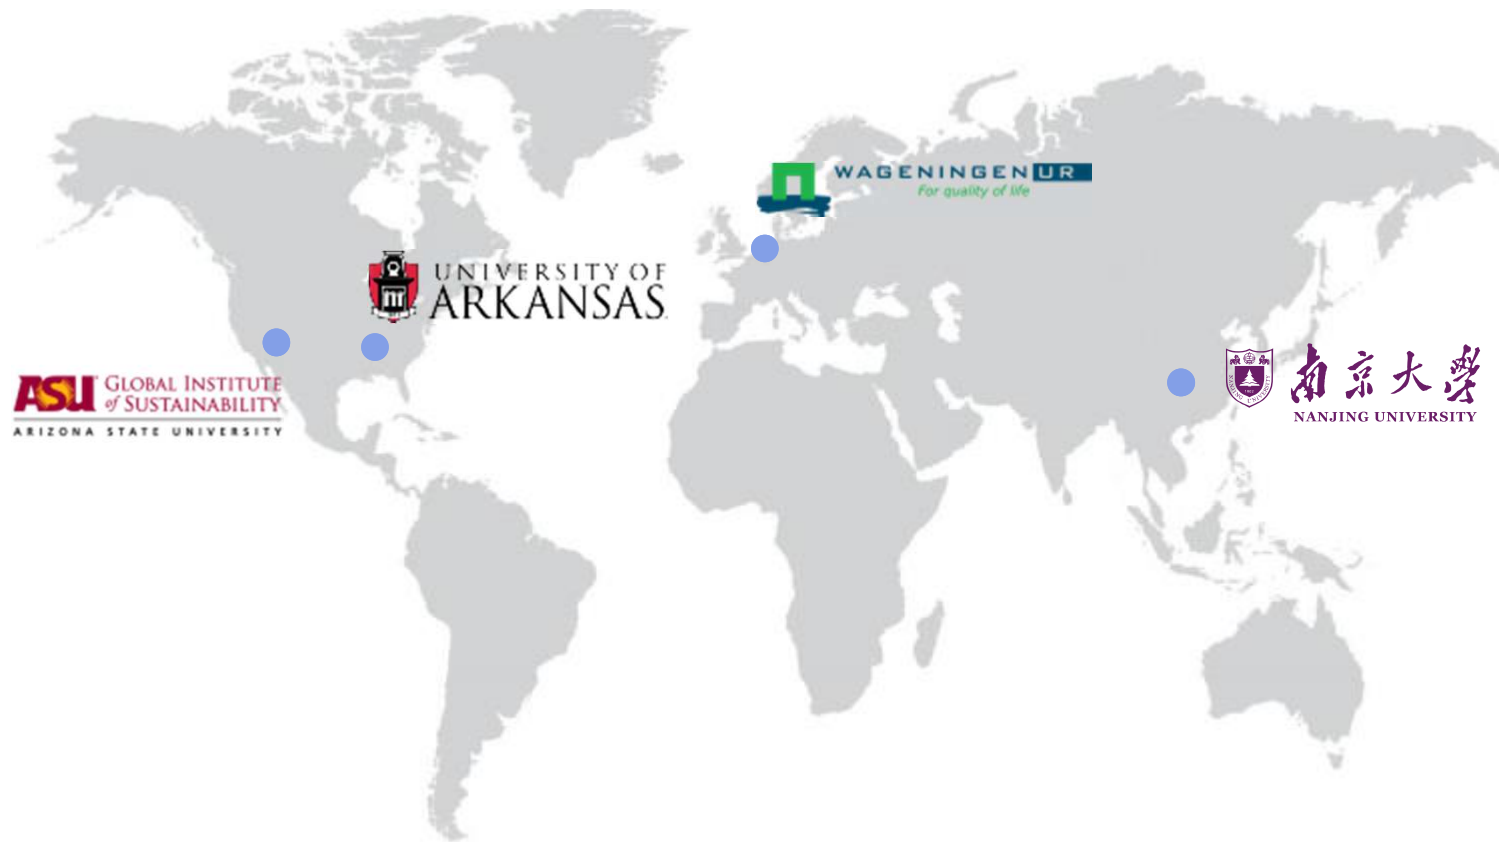 WAGENINGEN UR
For quality of life
UNIVERSITY OF
ARKANSAS
ASU GLOBAL INSTITUTE
of SUSTAINABILITY
ARIZONA STATE UNIVERSITY
南京大學
NANJING UNIVERSITY